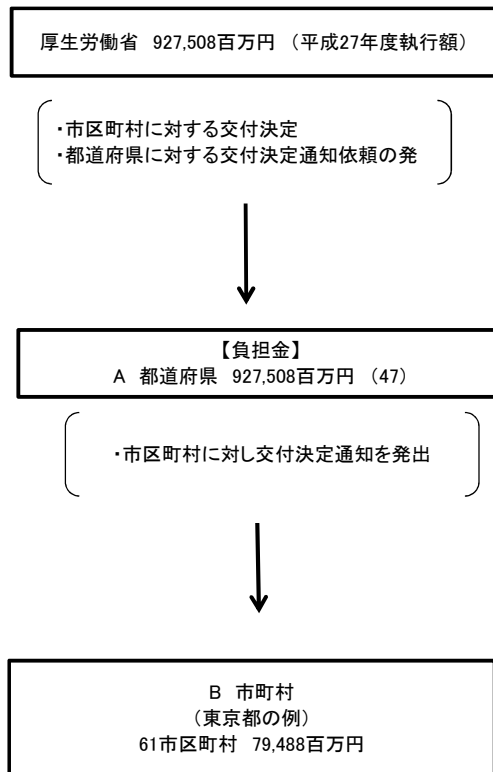 厚生労働省 927,508百万円 (平成27年度執行額)
・市区町村に対する交付決定
・都道府県に対する交付決定通知依頼の発
【負担金】
A 都道府県 927,508百万円 (47)
・市区町村に対し交付決定通知を発出
B 市町村
(東京都の例)
61市区町村 79,488百万円